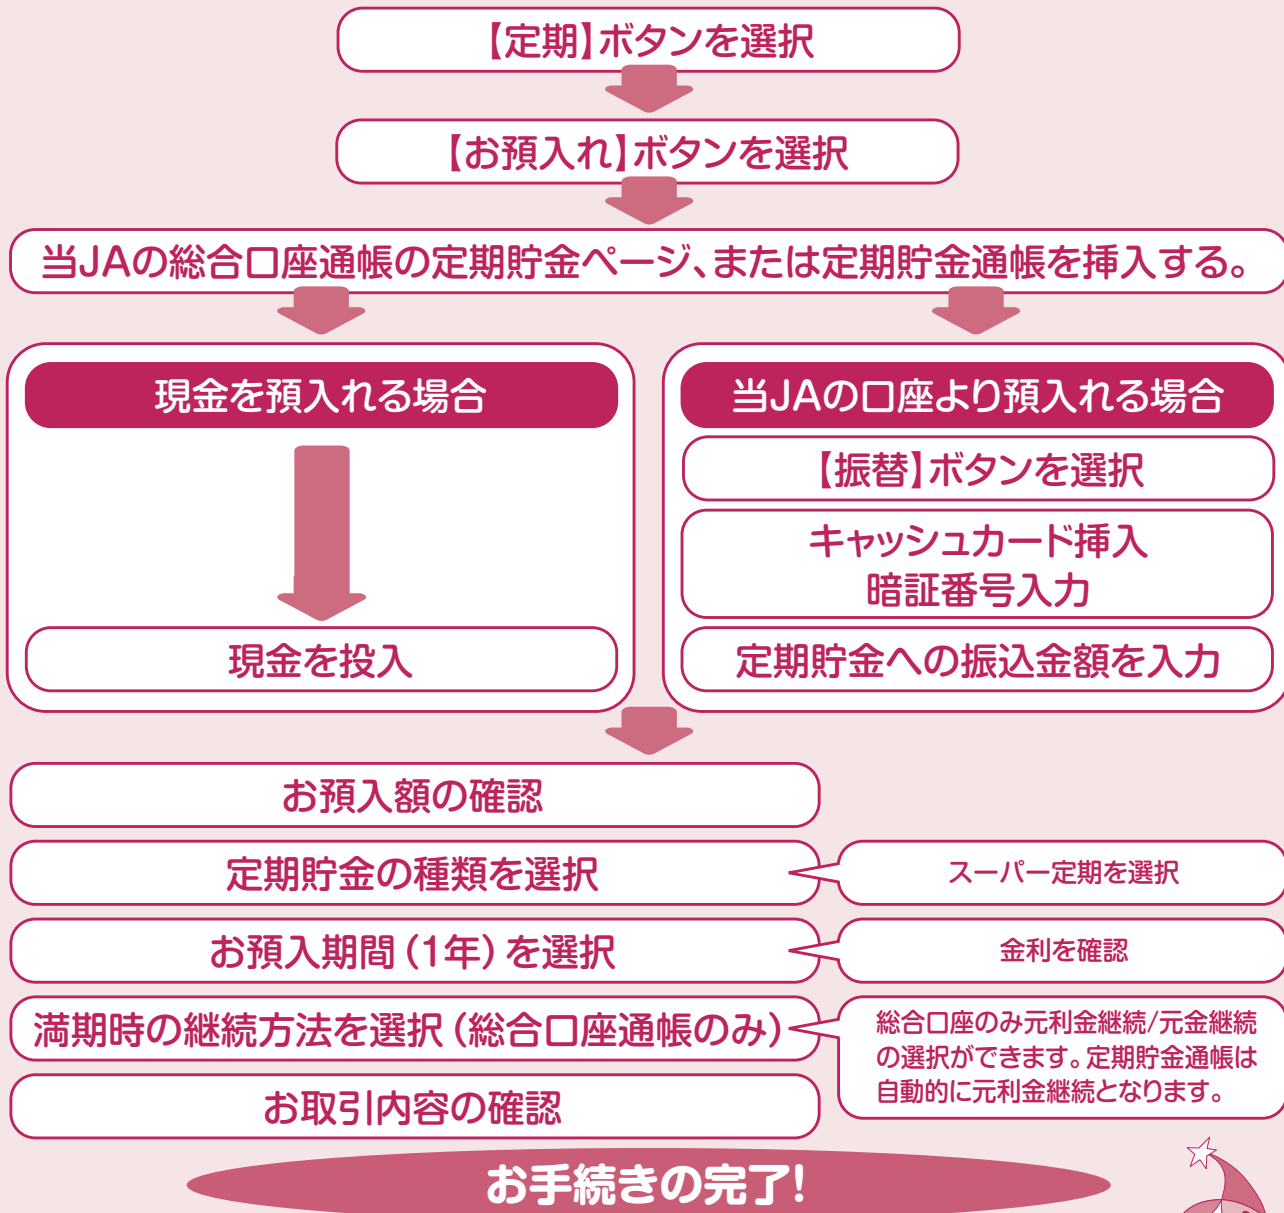 【定期】ボタンを選択
【お預入れ】ボタンを選択
当JAの総合口座通帳の定期貯金ページ、または定期貯金通帳を挿入する。
現金を預入れる場合
現金を投入
当JAの口座より預入れる場合
【振替】ボタンを選択
キャッシュカード挿入
暗証番号入力
定期貯金への振込金額を入力
お預入額の確認
定期貯金の種類を選択
スーパー定期を選択
お預入期間（1年）を選択
金利を確認
満期時の継続方法を選択（総合口座通帳のみ）
総合口座のみ元利金継続/元金継続
の選択ができます。定期貯金通帳は
自動的に元利金継続となります。
お取引内容の確認
お手続きの完了!